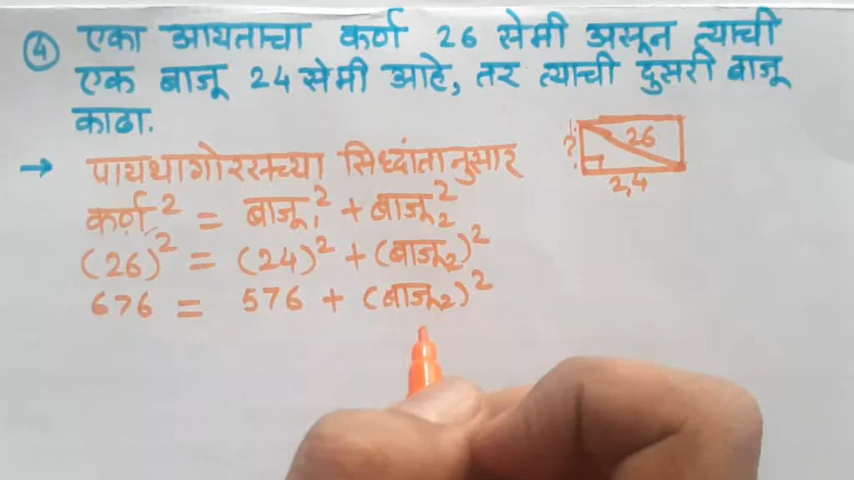 ४ एका आयताचा कर्ण 26 सेमी असून त्याची
एक बाजू 24 सेमी आहे, तर त्याची दुसरी बाजू
काढा.
→ पायथागोरसच्या सिध्दांतानुसार
कर्ण² = बाजू₁² + बाजू₂²
(26)² = (24)² + (बाजू₂)²
676 = 576 + (बाजू₂)²
26
?
24